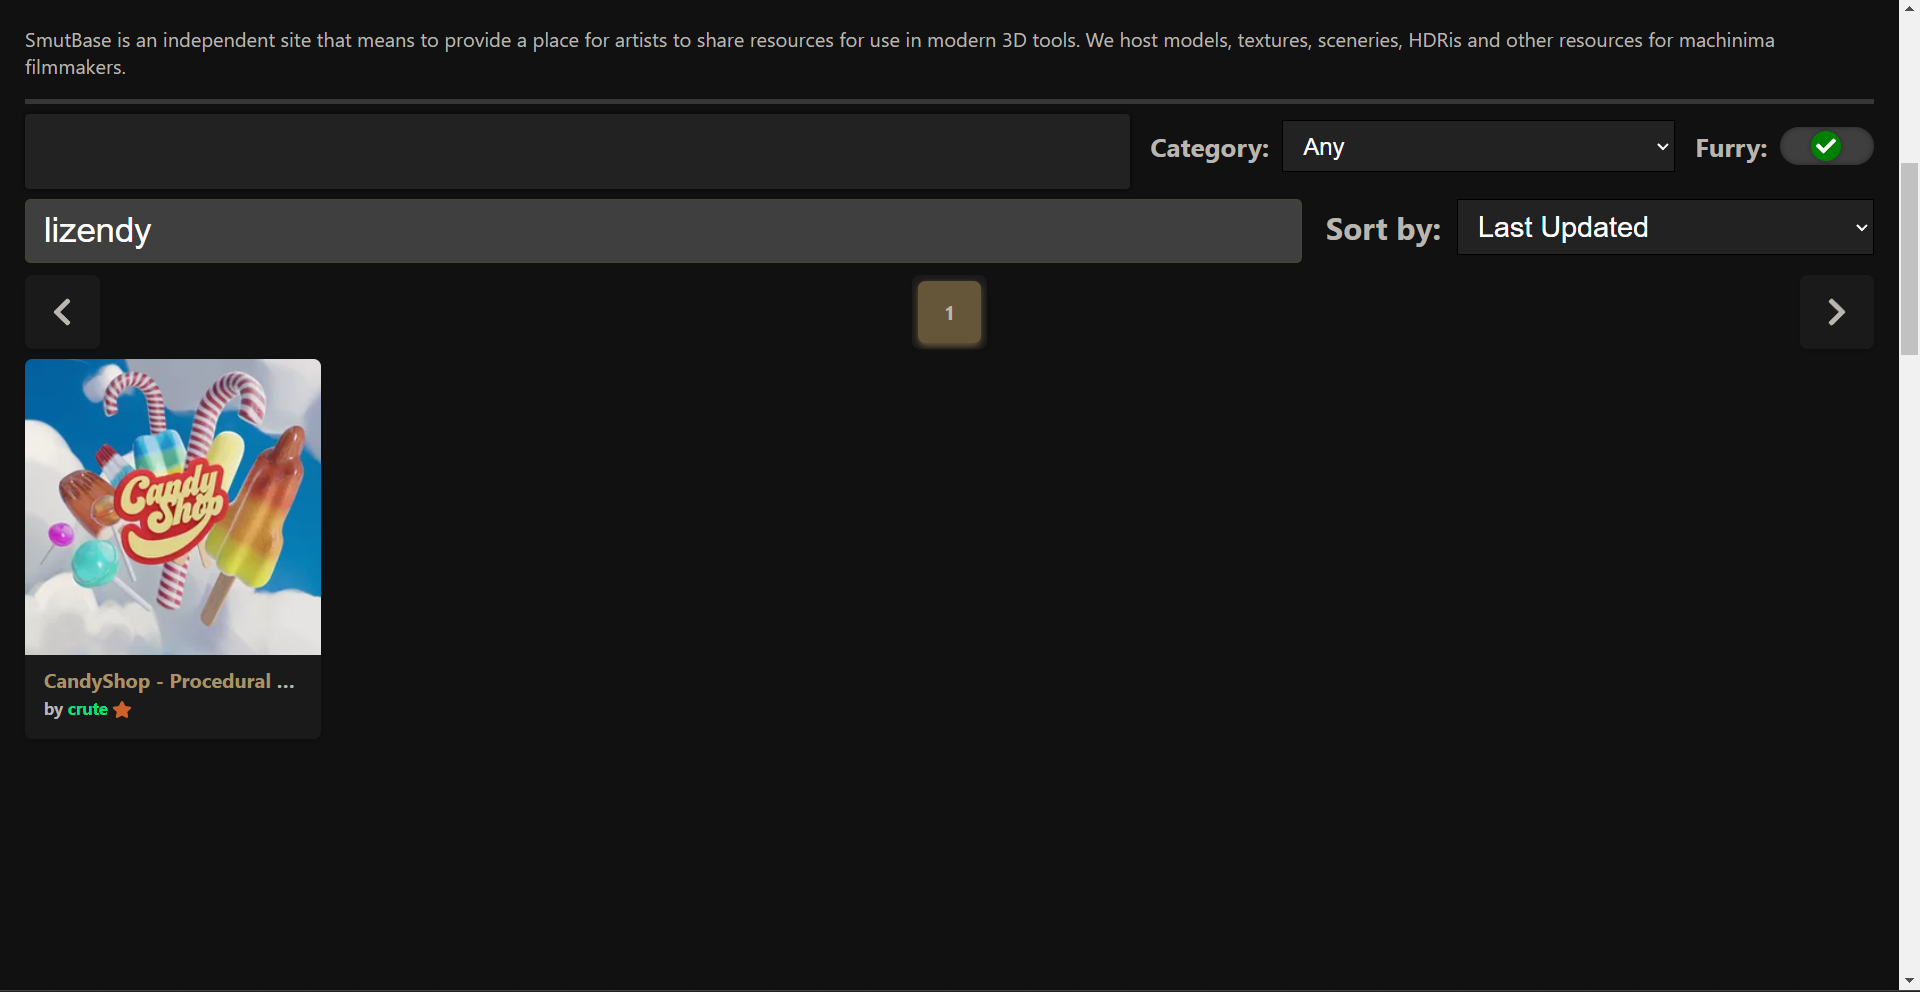 SmutBase is an independent site that means to provide a place for artists to share resources for use in modern 3D tools. We host models, textures, sceneries, HDRis and other resources for machinima
filmmakers.
Category: Any Furry:
lizendy Sort by: Last Updated
1
Candy
Shop
CandyShop - Procedural ...
by crute